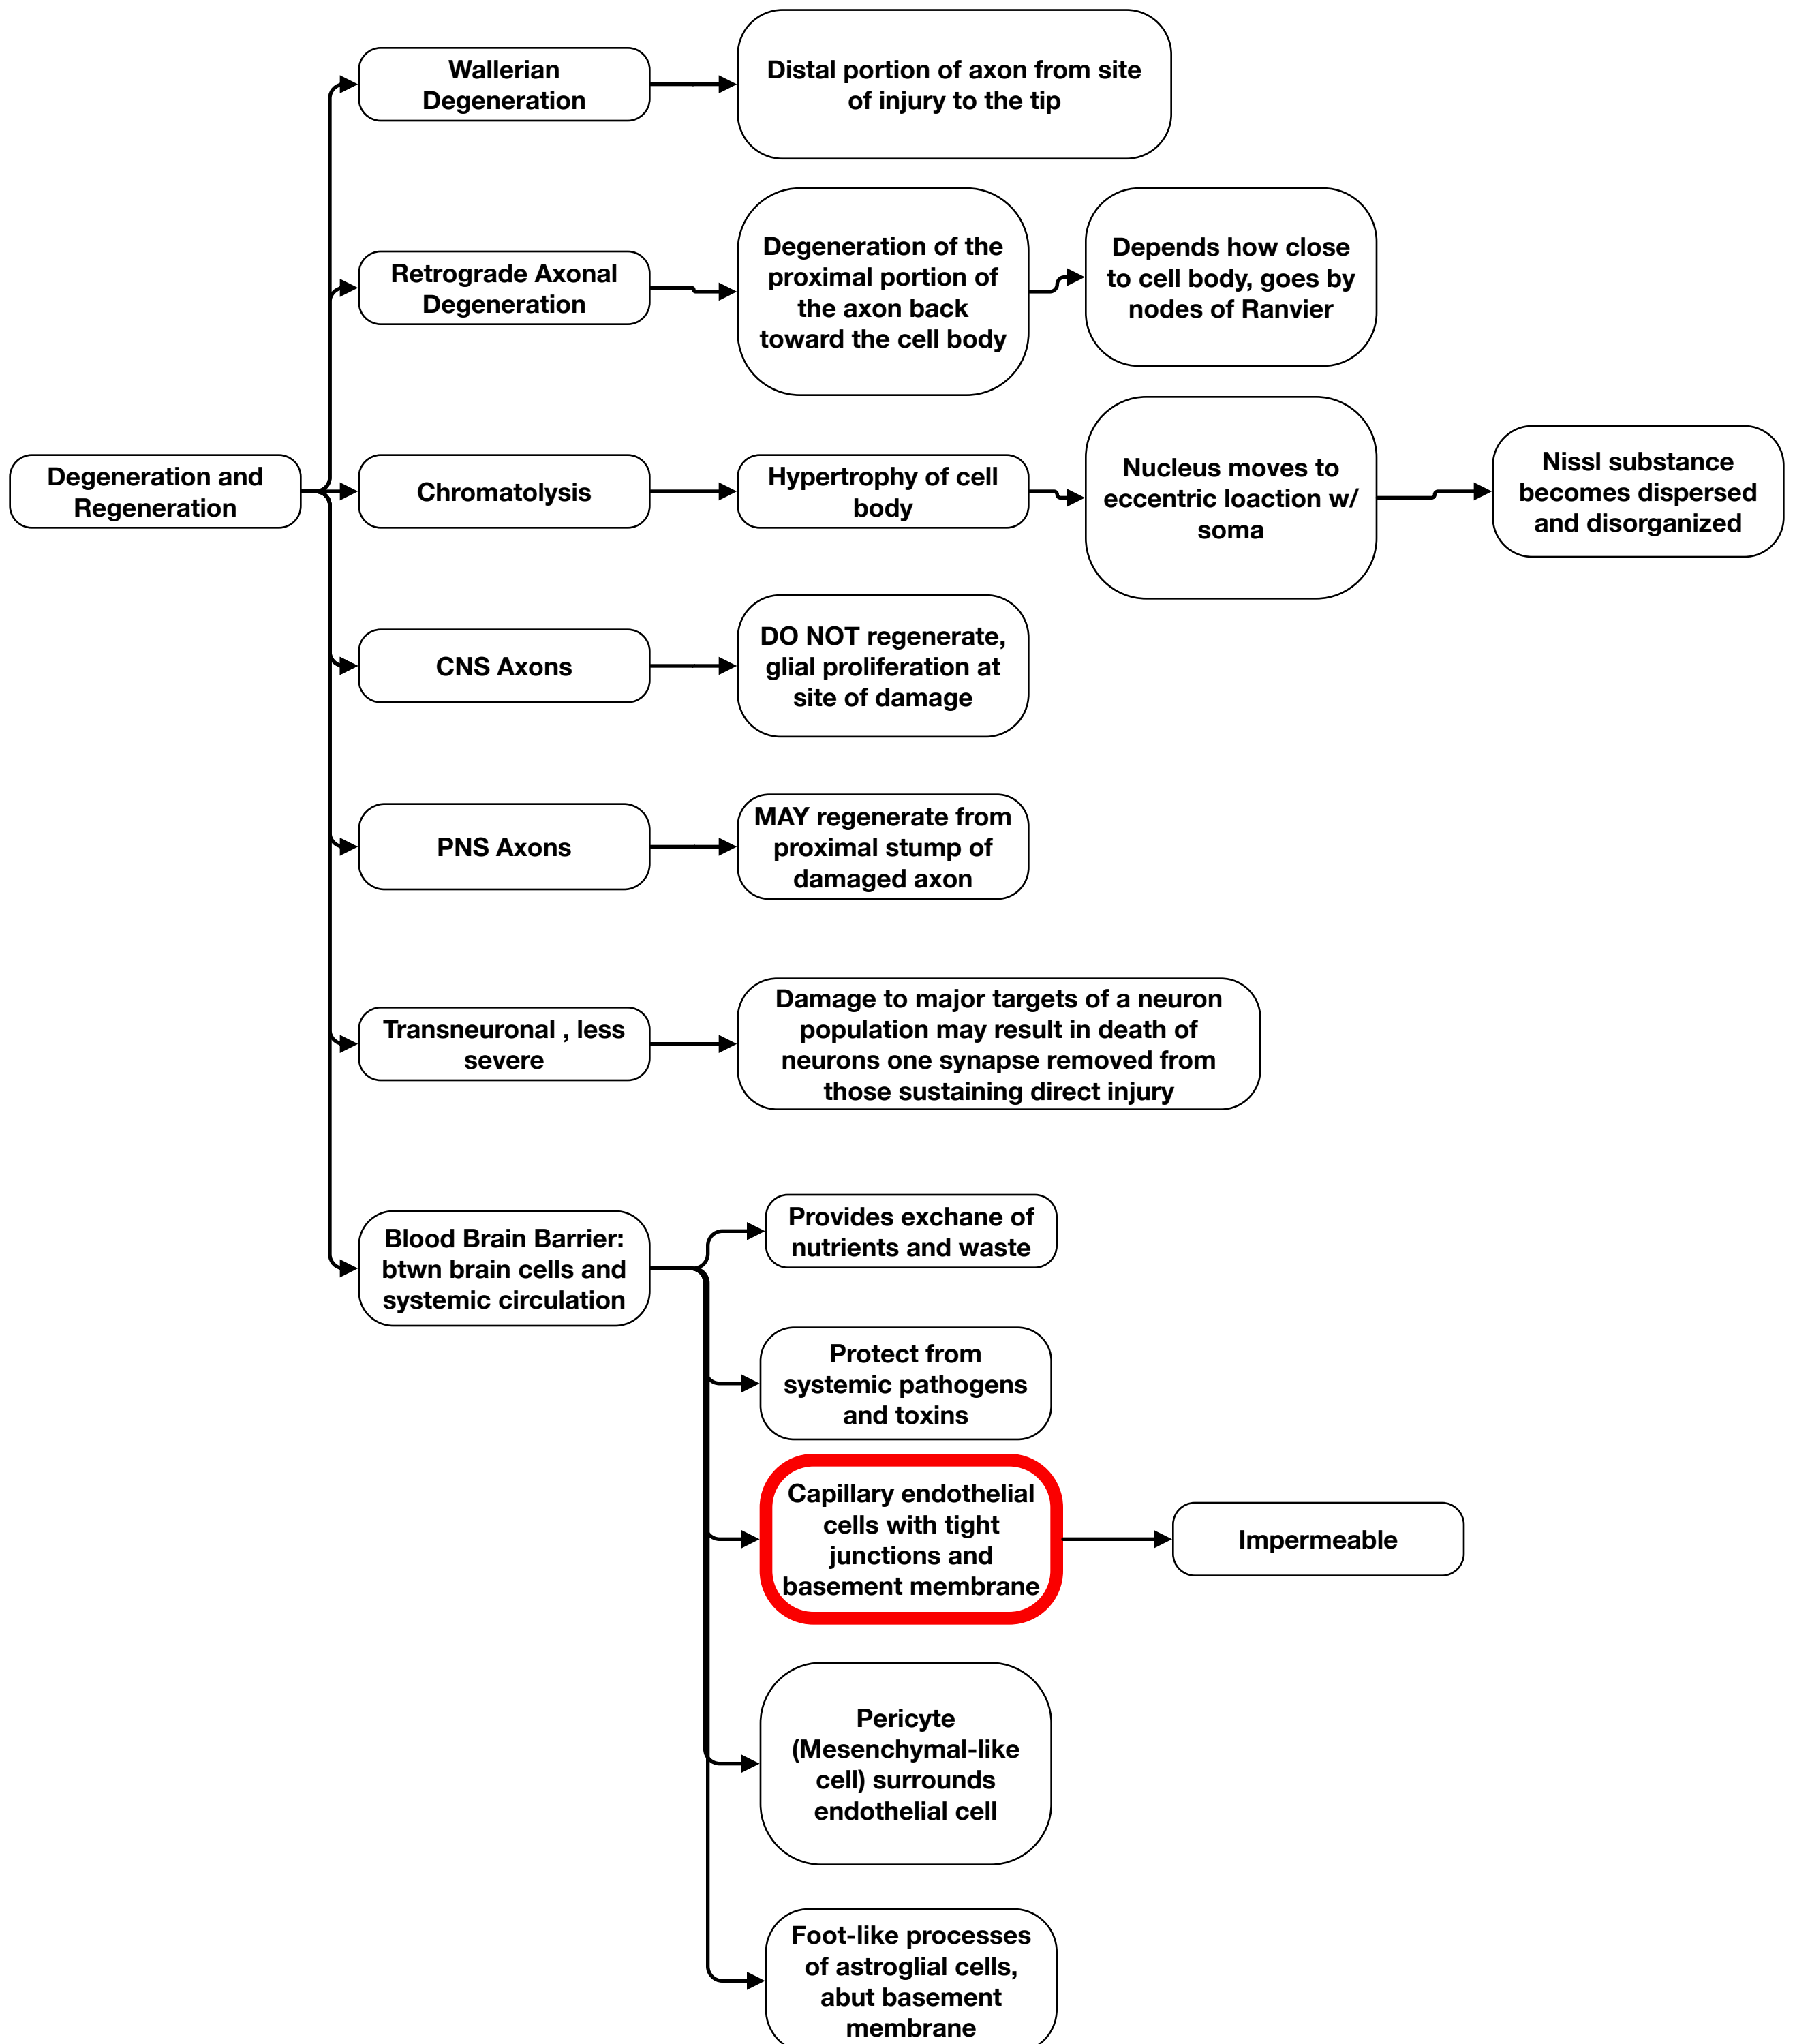 Wallerian
Degeneration
Distal portion of axon from site
of injury to the tip
Retrograde Axonal
Degeneration
Degeneration of the
proximal portion of
the axon back
toward the cell body
Depends how close
to cell body, goes by
nodes of Ranvier
Degeneration and
Regeneration
Chromatolysis
Hypertrophy of cell
body
Nucleus moves to
eccentric loaction w/
soma
Nissl substance
becomes dispersed
and disorganized
CNS Axons
DO NOT regenerate,
glial proliferation at
site of damage
PNS Axons
MAY regenerate from
proximal stump of
damaged axon
Transneuronal , less
severe
Damage to major targets of a neuron
population may result in death of
neurons one synapse removed from
those sustaining direct injury
Blood Brain Barrier:
btwn brain cells and
systemic circulation
Provides exchane of
nutrients and waste
Protect from
systemic pathogens
and toxins
Capillary endothelial
cells with tight
junctions and
basement membrane
Impermeable
Pericyte
(Mesenchymal-like
cell) surrounds
endothelial cell
Foot-like processes
of astroglial cells,
abut basement
membrane